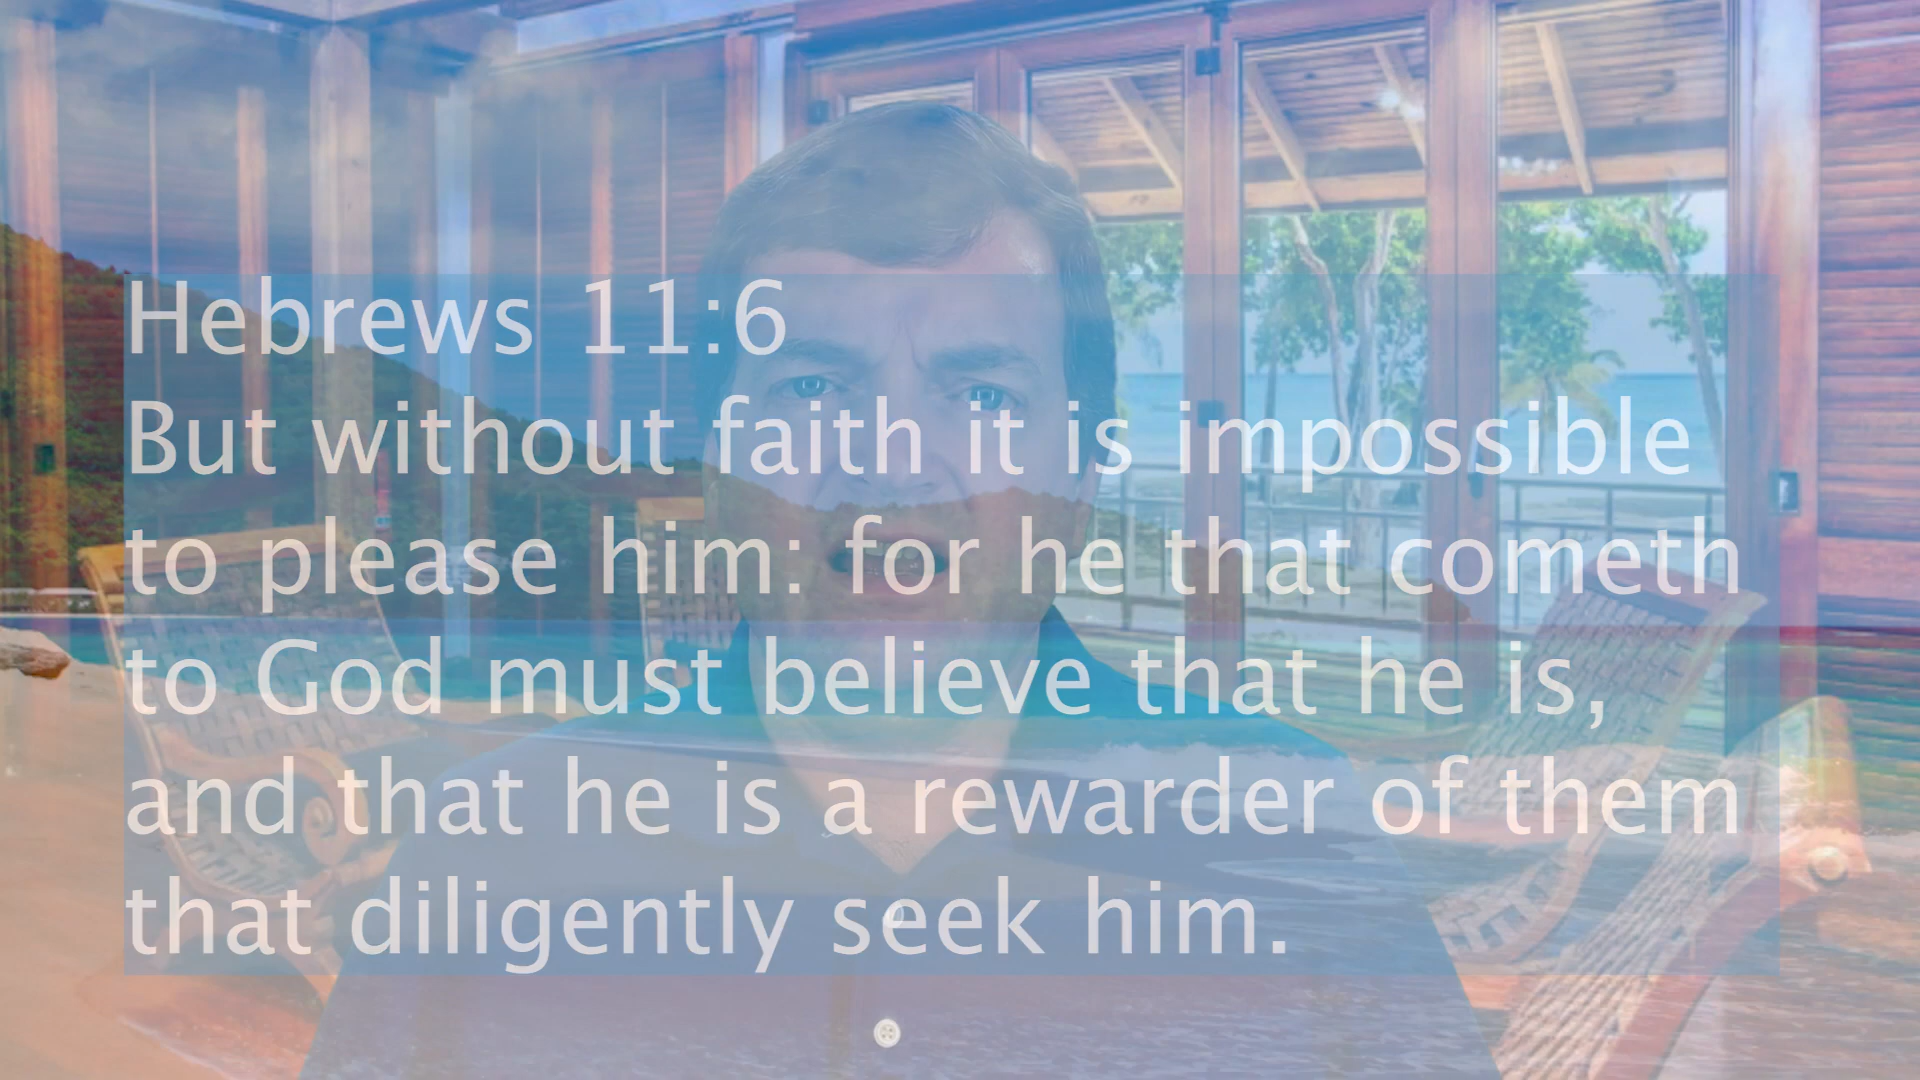 Hebrews 11:6
But without faith it is impossible
to please him: for he that cometh
to God must believe that he is,
and that he is a rewarder of them
that diligently seek him.